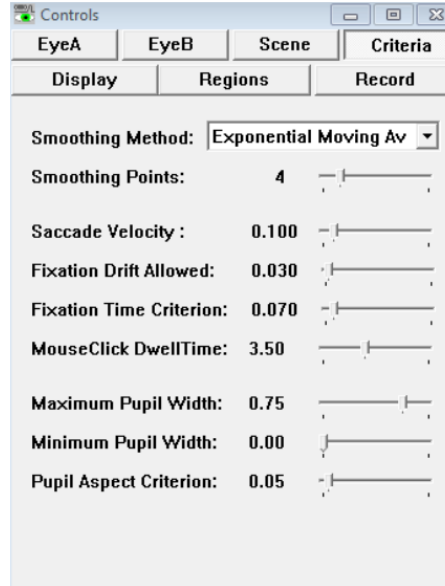 Controls
EyeA EyeB Scene Criteria
Display Regions Record
Smoothing Method: Exponential Moving Av
Smoothing Points: 4
Saccade Velocity : 0.100
Fixation Drift Allowed: 0.030
Fixation Time Criterion: 0.070
MouseClick DwellTime: 3.50
Maximum Pupil Width: 0.75
Minimum Pupil Width: 0.00
Pupil Aspect Criterion: 0.05